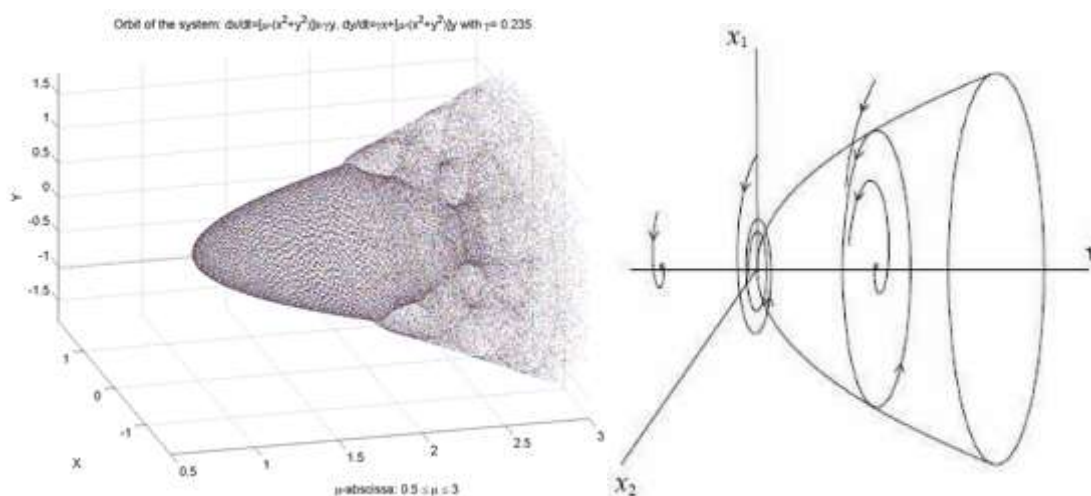 Orbit of the system: dx/dt=[μ-(x²+y²)]x-γy, dy/dt=γx+[μ-(x²+y²)]y with γ= 0.235
1.5
1
0.5
0
-0.5
-1
-1.5
Y
1
0
-1
X
0.5
1
1.5
2
2.5
3
μ-abscissa: 0.5 ≤ μ ≤ 3
x₁
x₂